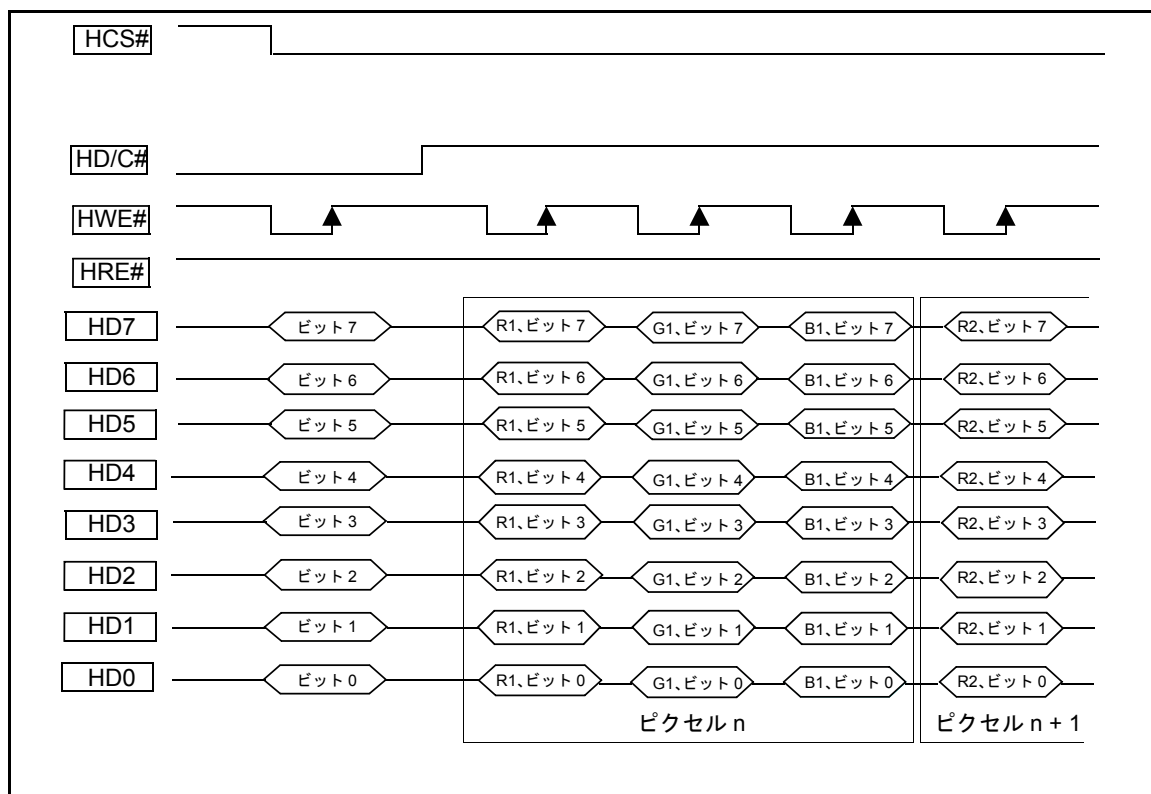 HCS#
HD/C#
HWE#
HRE#
HD7 ビット 7 R1、ビット 7 G1、ビット 7 B1、ビット 7 R2、ビット 7
HD6 ビット 6 R1、ビット 6 G1、ビット 6 B1、ビット 6 R2、ビット 6
HD5 ビット 5 R1、ビット 5 G1、ビット 5 B1、ビット 5 R2、ビット 5
HD4 ビット 4 R1、ビット 4 G1、ビット 4 B1、ビット 4 R2、ビット 4
HD3 ビット 3 R1、ビット 3 G1、ビット 3 B1、ビット 3 R2、ビット 3
HD2 ビット 2 R1、ビット 2 G1、ビット 2 B1、ビット 2 R2、ビット 2
HD1 ビット 1 R1、ビット 1 G1、ビット 1 B1、ビット 1 R2、ビット 1
HD0 ビット 0 R1、ビット 0 G1、ビット 0 B1、ビット 0 R2、ビット 0
ピクセル n ピクセル n + 1